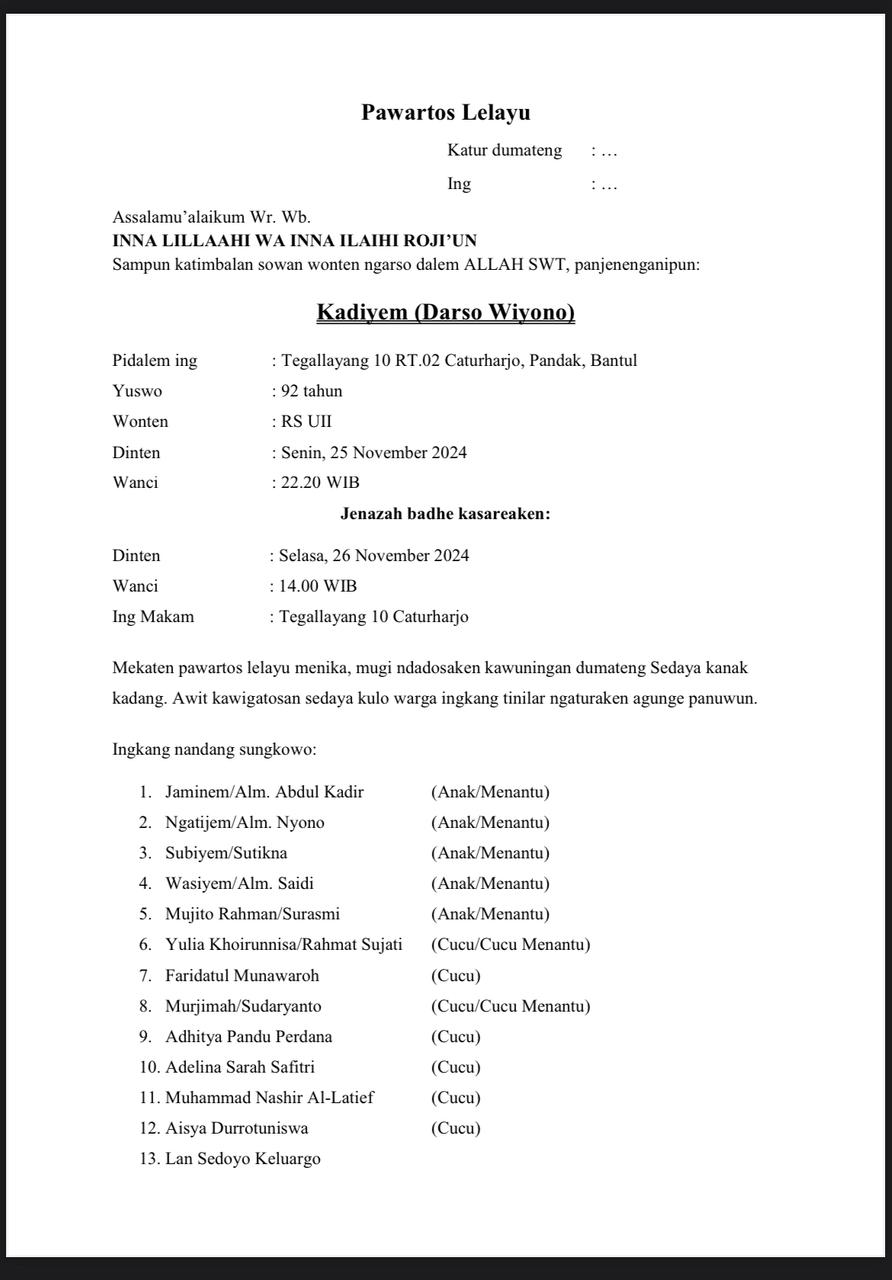 Pawartos Lelayu
Katur dumateng : …
Ing : …
Assalamu’alaikum Wr. Wb.
INNA LILLAAHI WA INNA ILAIHI ROJI’UN
Sampun katimbalan sowan wonten ngarso dalem ALLAH SWT, panjenenganipun:
Kadiyem (Darso Wiyono)
Pidalem ing : Tegallayang 10 RT.02 Caturharjo, Pandak, Bantul
Yuswo : 92 tahun
Wonten : RS UII
Dinten : Senin, 25 November 2024
Wanci : 22.20 WIB
Jenazah badhe kasareaken:
Dinten : Selasa, 26 November 2024
Wanci : 14.00 WIB
Ing Makam : Tegallayang 10 Caturharjo
Mekaten pawartos lelayu menika, mugi ndadosaken kawuningan dumateng Sedaya kanak
kadang. Awit kawigatosan sedaya kulo warga ingkang tinilar ngaturaken agunge panuwun.
Ingkang nandang sungkowo:
1. Jaminem/Alm. Abdul Kadir (Anak/Menantu)
2. Ngatijem/Alm. Nyono (Anak/Menantu)
3. Subiyem/Sutikna (Anak/Menantu)
4. Wasiyem/Alm. Saidi (Anak/Menantu)
5. Mujito Rahman/Surasmi (Anak/Menantu)
6. Yulia Khoirunnisa/Rahmat Sujati (Cucu/Cucu Menantu)
7. Faridatul Munawaroh (Cucu)
8. Murjimah/Sudaryanto (Cucu/Cucu Menantu)
9. Adhitya Pandu Perdana (Cucu)
10. Adelina Sarah Safitri (Cucu)
11. Muhammad Nashir Al-Latief (Cucu)
12. Aisya Durrotuniswa (Cucu)
13. Lan Sedoyo Keluargo